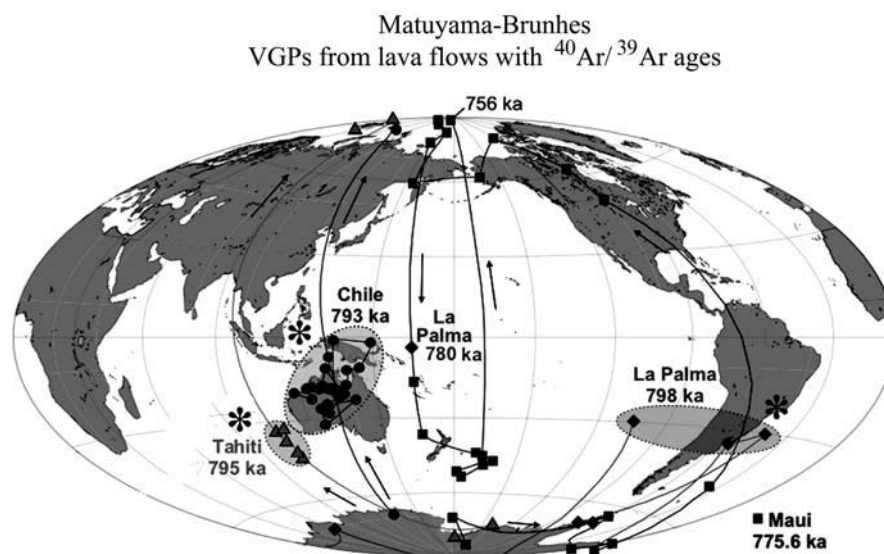 Matuyama-Brunhes
VGPs from lava flows with ⁴⁰Ar/ ³⁹Ar ages
756 ka
Chile
793 ka
La
Palma
780 ka
La Palma
798 ka
Tahiti
795 ka
Maui
775.6 ka